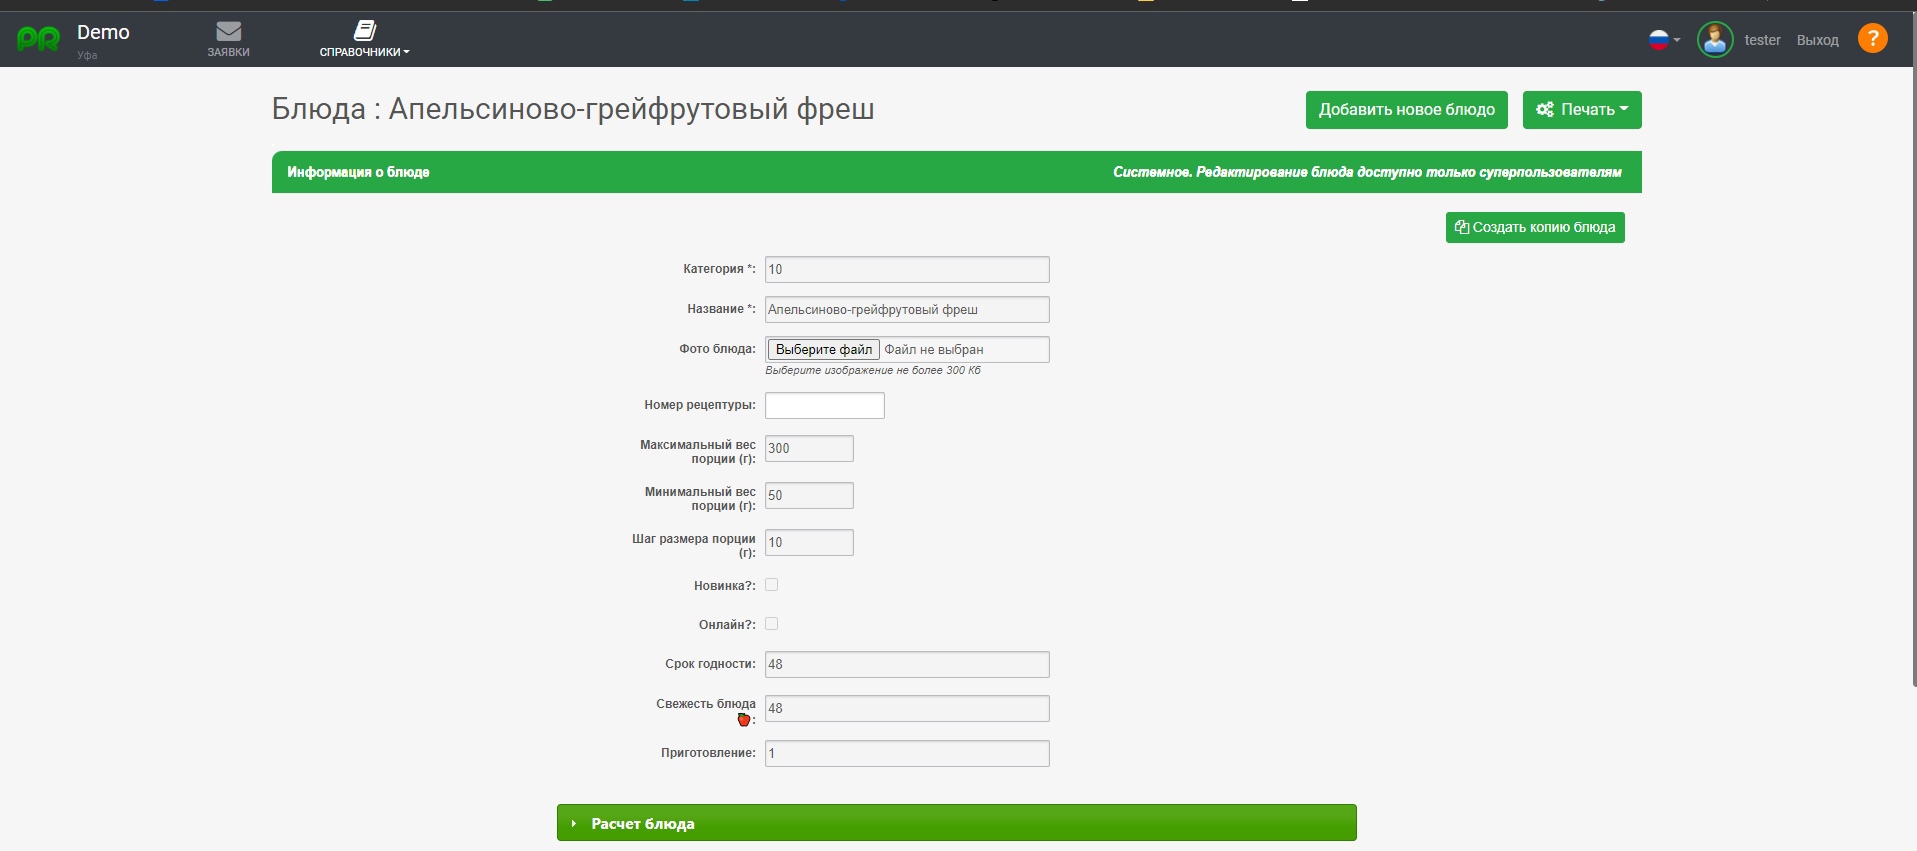 PR Demo
Уфа
ЗАЯВКИ
СПРАВОЧНИКИ
tester Выход ?
Блюда : Апельсиново-грейфрутовый фреш
Добавить новое блюдо
Печать
Информация о блюде
Системное. Редактирование блюда доступно только суперпользователям
Создать копию блюда
Категория *: 10
Название *: Апельсиново-грейфрутовый фреш
Фото блюда: Выберите файл Файл не выбран
Выберите изображение не более 300 Кб
Номер рецептуры:
Максимальный вес
порции (г): 300
Минимальный вес
порции (г): 50
Шаг размера порции
(г): 10
Новинка?:
Онлайн?:
Срок годности: 48
Свежесть блюда
: 48
Приготовление: 1
Расчет блюда